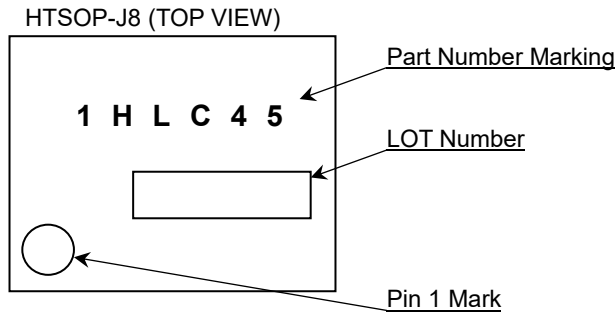 HTSOP-J8 (TOP VIEW)
Part Number Marking
1 H L C 4 5
LOT Number
Pin 1 Mark